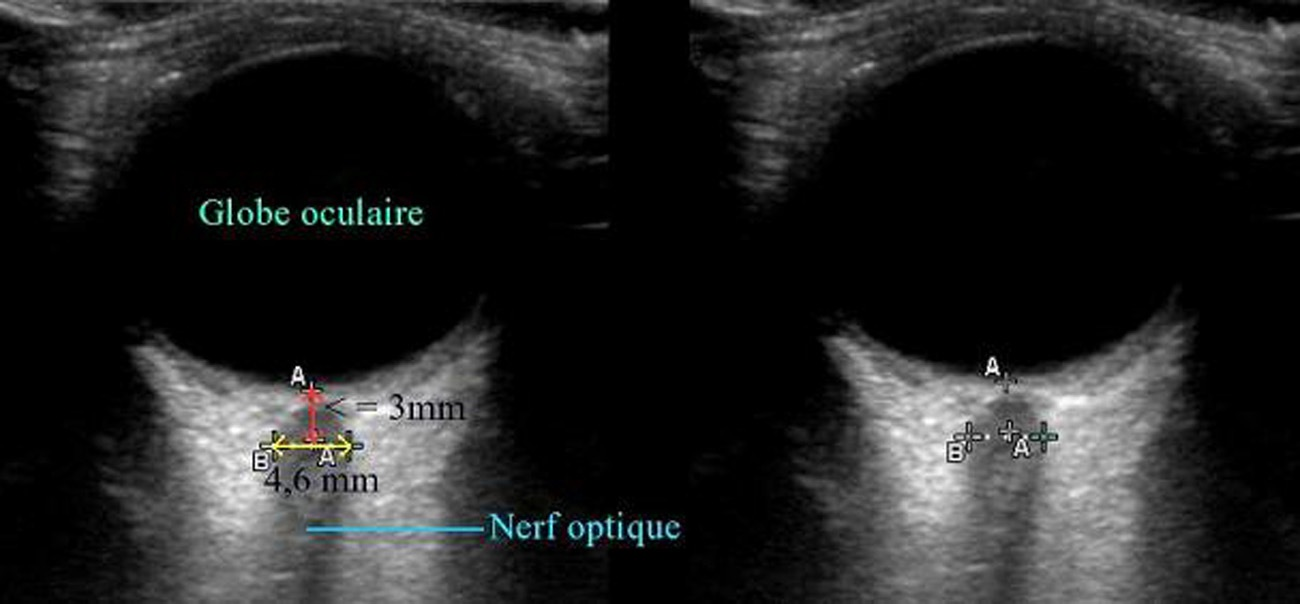 Globe oculaire
A
< = 3mm
B
A
4,6 mm
Nerf optique
A
B
A